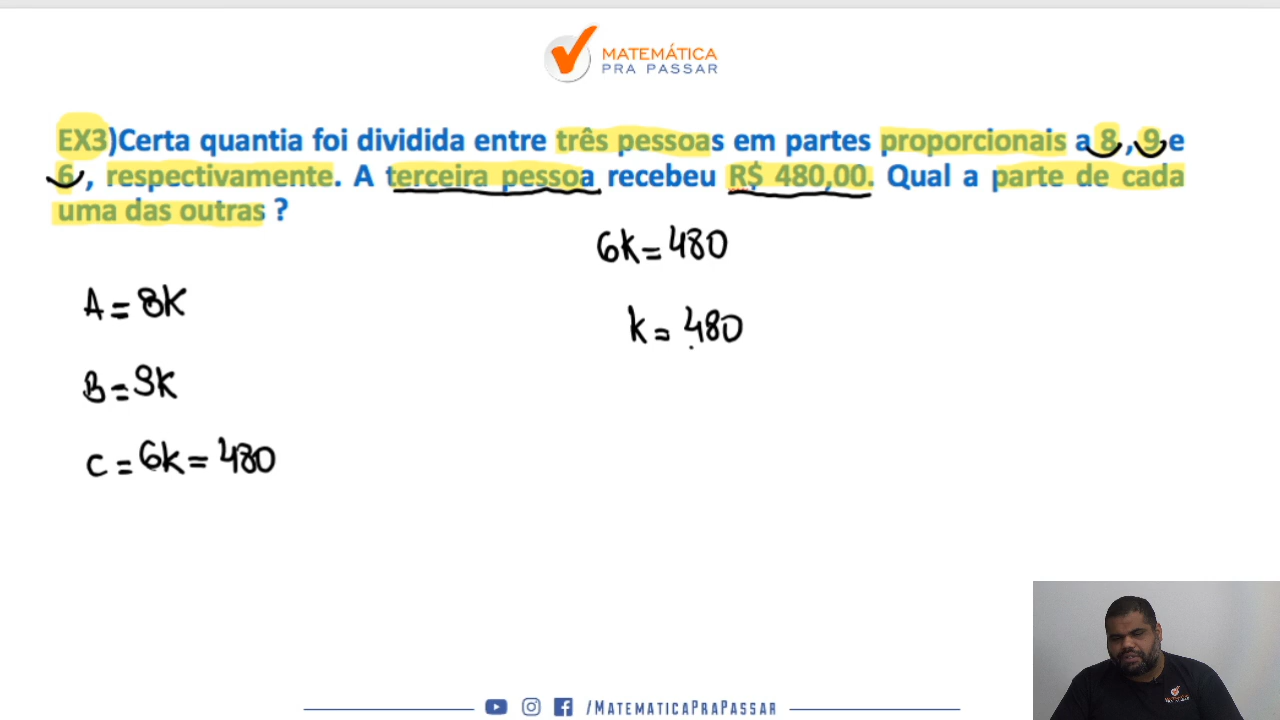 MATEMÁTICA
PRA PASSAR
EX3)Certa quantia foi dividida entre três pessoas em partes proporcionais a 8 , 9 e
6 , respectivamente. A terceira pessoa recebeu R$ 480,00. Qual a parte de cada
uma das outras ?
6K=480
K=480
A=8K
B=9K
C=6K=480
/MATEMATICAPRAPASSAR